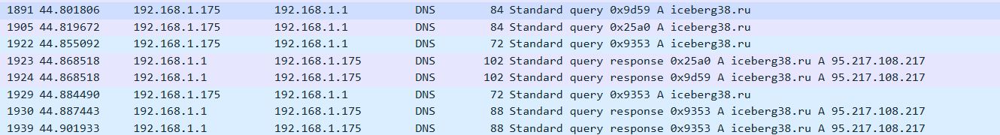 1891 44.801806 192.168.1.175 192.168.1.1 DNS 84 Standard query 0x9d59 A iceberg38.ru
1905 44.819672 192.168.1.175 192.168.1.1 DNS 84 Standard query 0x25a0 A iceberg38.ru
1922 44.855092 192.168.1.175 192.168.1.1 DNS 72 Standard query 0x9353 A iceberg38.ru
1923 44.868518 192.168.1.1 192.168.1.175 DNS 102 Standard query response 0x25a0 A iceberg38.ru A 95.217.108.217
1924 44.868518 192.168.1.1 192.168.1.175 DNS 102 Standard query response 0x9d59 A iceberg38.ru A 95.217.108.217
1929 44.884490 192.168.1.175 192.168.1.1 DNS 72 Standard query 0x9353 A iceberg38.ru
1930 44.887443 192.168.1.1 192.168.1.175 DNS 88 Standard query response 0x9353 A iceberg38.ru A 95.217.108.217
1939 44.901933 192.168.1.1 192.168.1.175 DNS 88 Standard query response 0x9353 A iceberg38.ru A 95.217.108.217